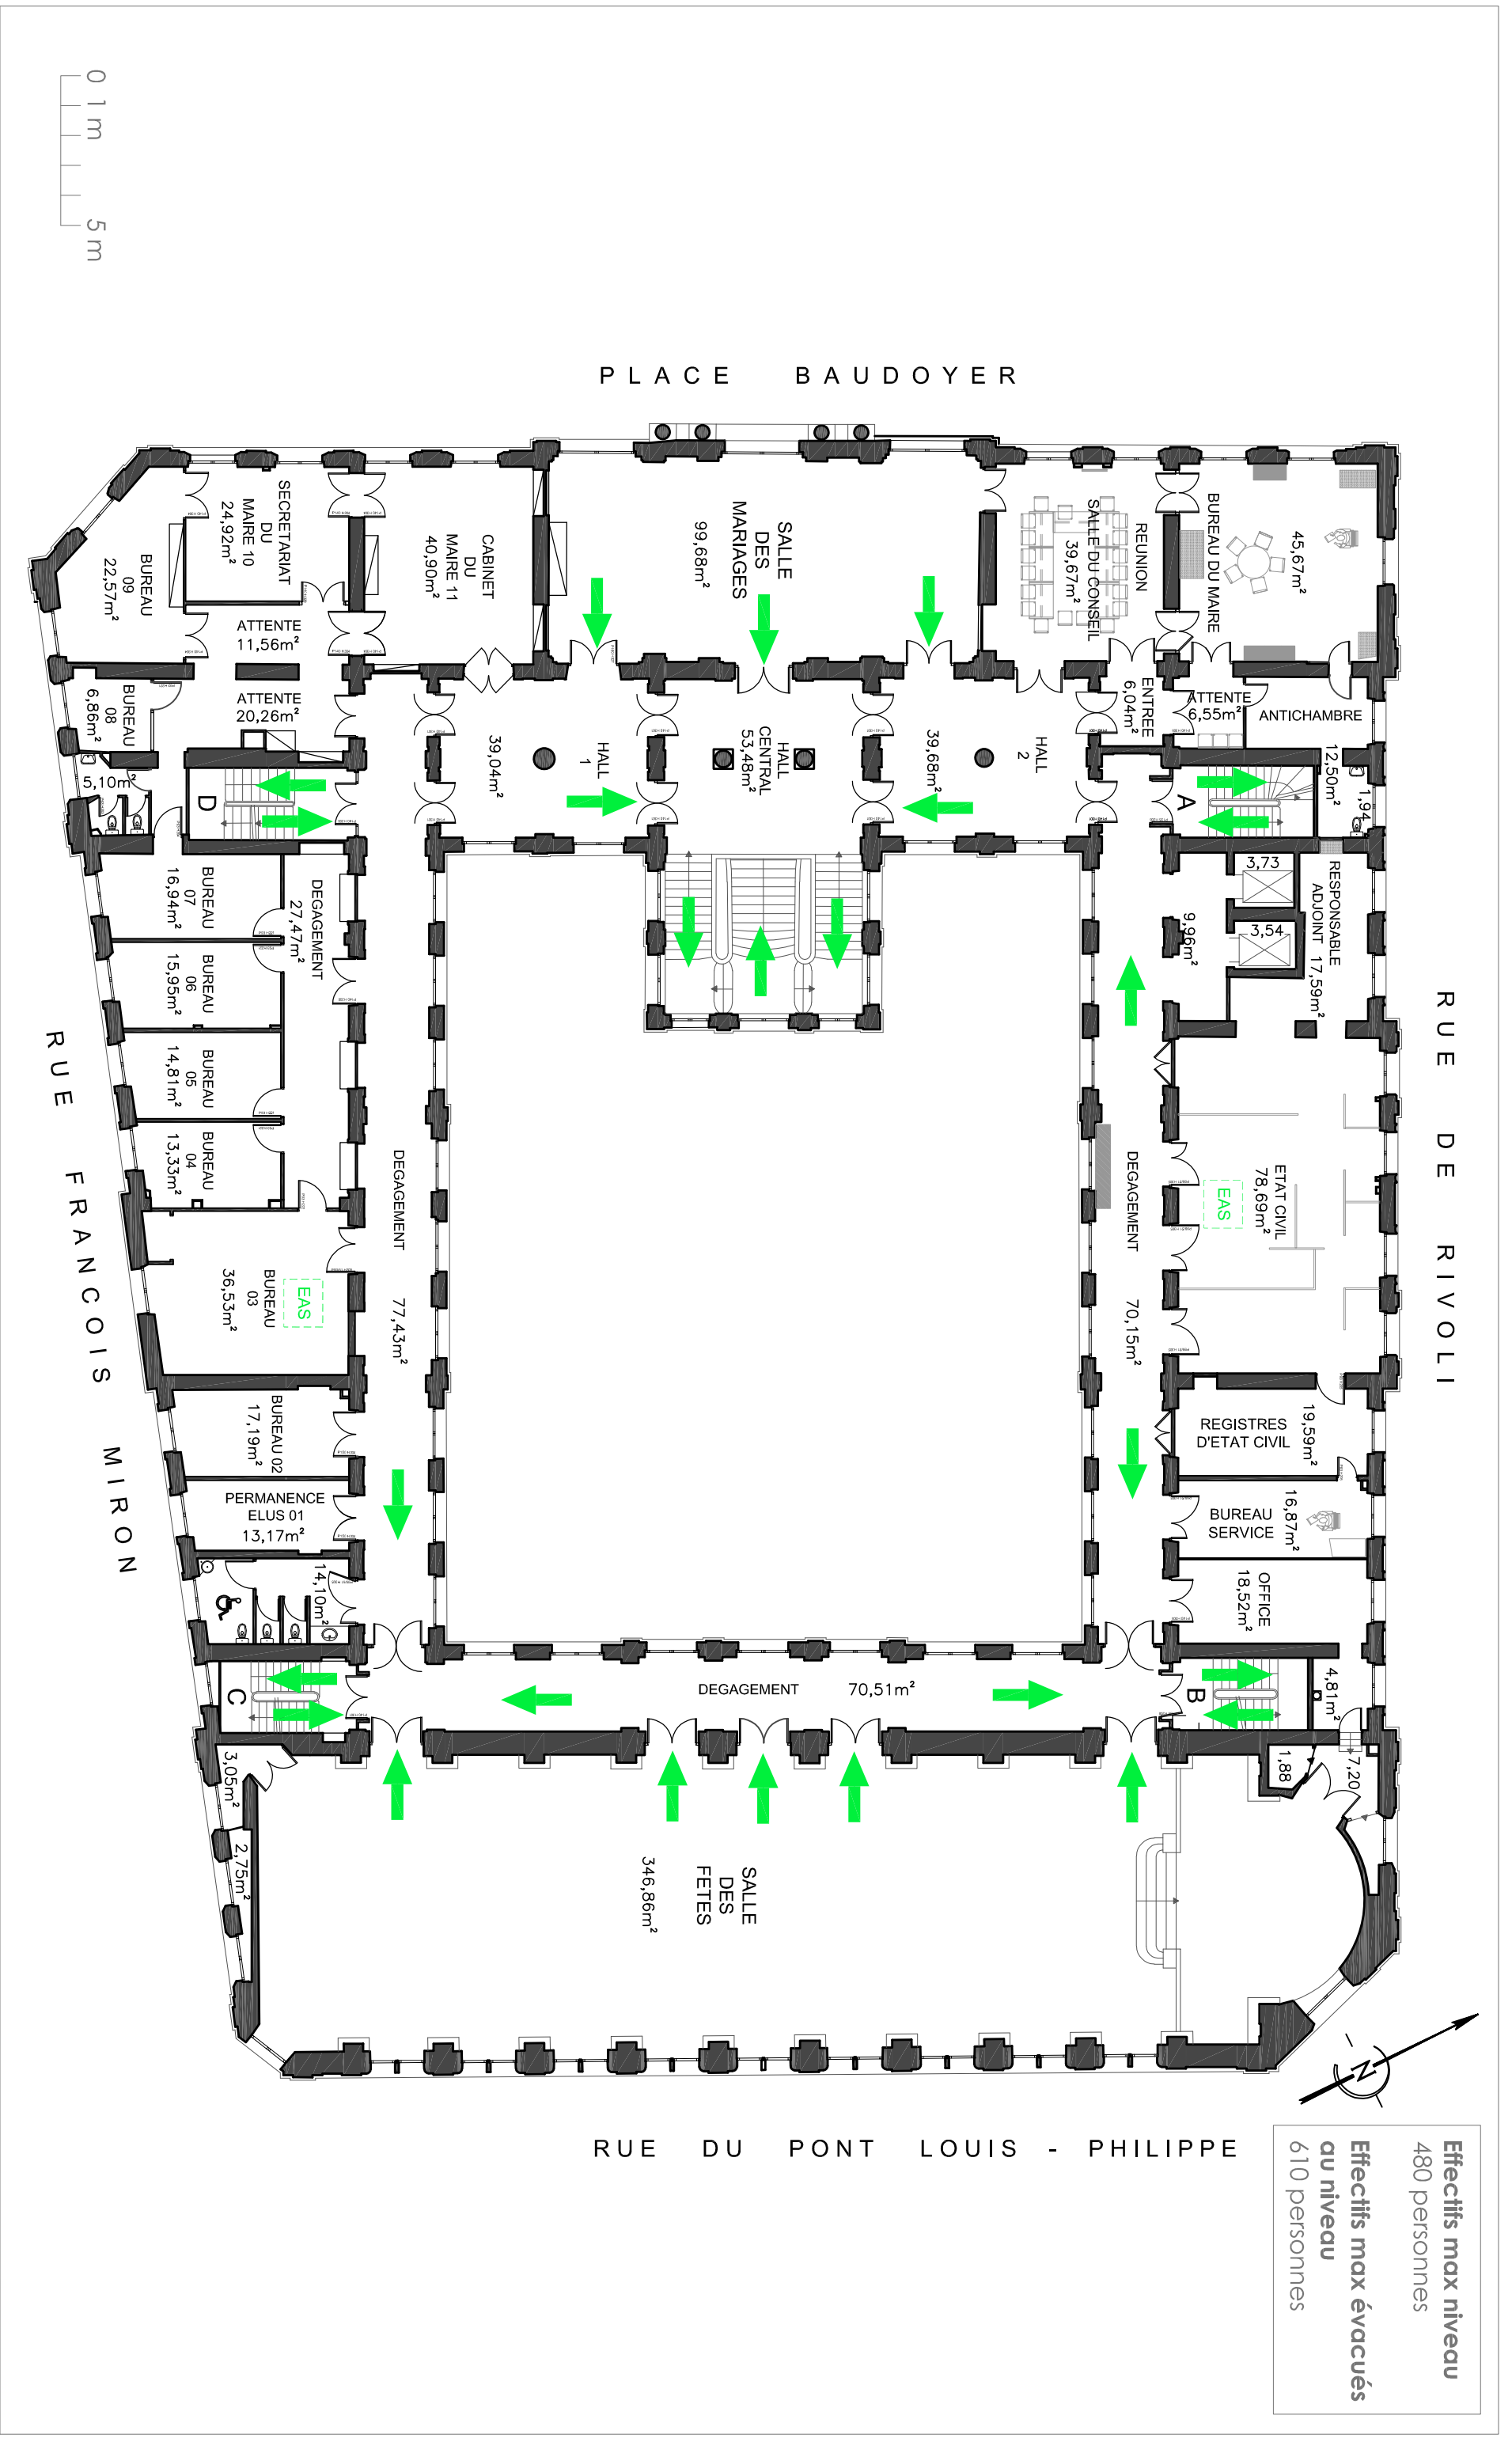 0 1 m 5 m
PLACE BAUDOYER
SECRETARIAT
DU
MAIRE 10
24,92m²
BUREAU
09
22,57m²
CABINET
DU
MAIRE 11
40,90m²
SALLE
DES
MARIAGES
99,68m²
REUNION
SALLE DU CONSEIL
39,67m²
BUREAU DU MAIRE
45,67m²
ATTENTE
11,56m²
ATTENTE
20,26m²
BUREAU
08
6,86m²
5,10m²
D
HALL
1
39,04m²
HALL
CENTRAL
53,48m²
HALL
2
39,68m²
ENTREE
6,04m²
ATTENTE
6,55m²
ANTICHAMBRE
12,50m²
1,94
A
3,73
3,54
9,96m²
RESPONSABLE
ADJOINT 17,59m²
BUREAU
07
16,94m²
DEGAGEMENT
27,47m²
BUREAU
06
15,95m²
BUREAU
05
14,81m²
BUREAU
04
13,33m²
BUREAU
03
36,53m²
EAS
DEGAGEMENT 77,43m²
DEGAGEMENT 70,15m²
ETAT CIVIL
78,69m²
EAS
RUE DE RIVOLI
RUE FRANCOIS MIRON
BUREAU 02
17,19m²
PERMANENCE
ELUS 01
13,17m²
14,10m²
REGISTRES
D'ETAT CIVIL
19,59m²
BUREAU
SERVICE
16,87m²
OFFICE
18,52m²
C
DEGAGEMENT 70,51m²
B
4,81m²
1,88
7,20
3,05m²
2,75m²
SALLE
DES
FETES
346,86m²
N
RUE DU PONT LOUIS - PHILIPPE
Effectifs max niveau
480 personnes
Effectifs max évacués
au niveau
610 personnes